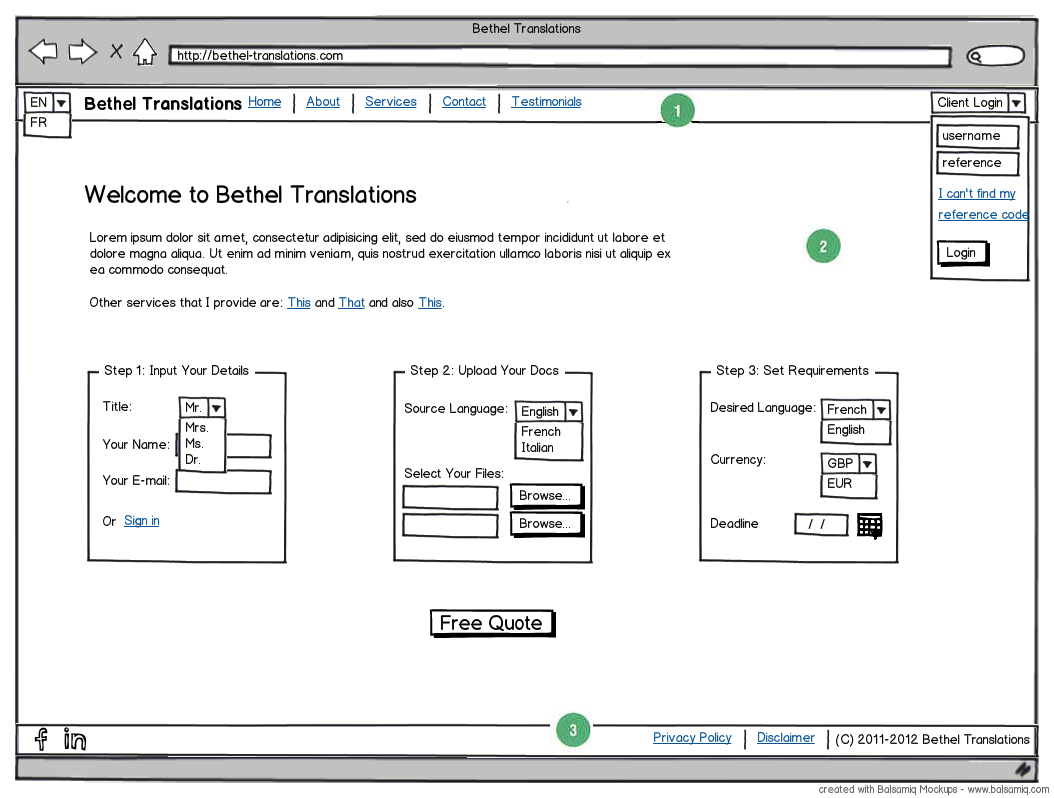 Bethel Translations
http://bethel-translations.com
EN
FR
Bethel Translations Home | About | Services | Contact | Testimonials
1
Client Login
username
reference
I can't find my
reference code
Login
Welcome to Bethel Translations
Lorem ipsum dolor sit amet, consectetur adipisicing elit, sed do eiusmod tempor incididunt ut labore et
dolore magna aliqua. Ut enim ad minim veniam, quis nostrud exercitation ullamco laboris nisi ut aliquip ex
ea commodo consequat.
2
Other services that I provide are: This and That and also This.
Step 1: Input Your Details
Title: Mr.
Mrs.
Ms.
Dr.
Your Name:
Your E-mail:
Or Sign in
Step 2: Upload Your Docs
Source Language: English
French
Italian
Select Your Files:
Browse...
Browse...
Step 3: Set Requirements
Desired Language: French
English
Currency: GBP
EUR
Deadline / /
Free Quote
f in
3
Privacy Policy | Disclaimer | (C) 2011-2012 Bethel Translations
created with Balsamiq Mockups - www.balsamiq.com